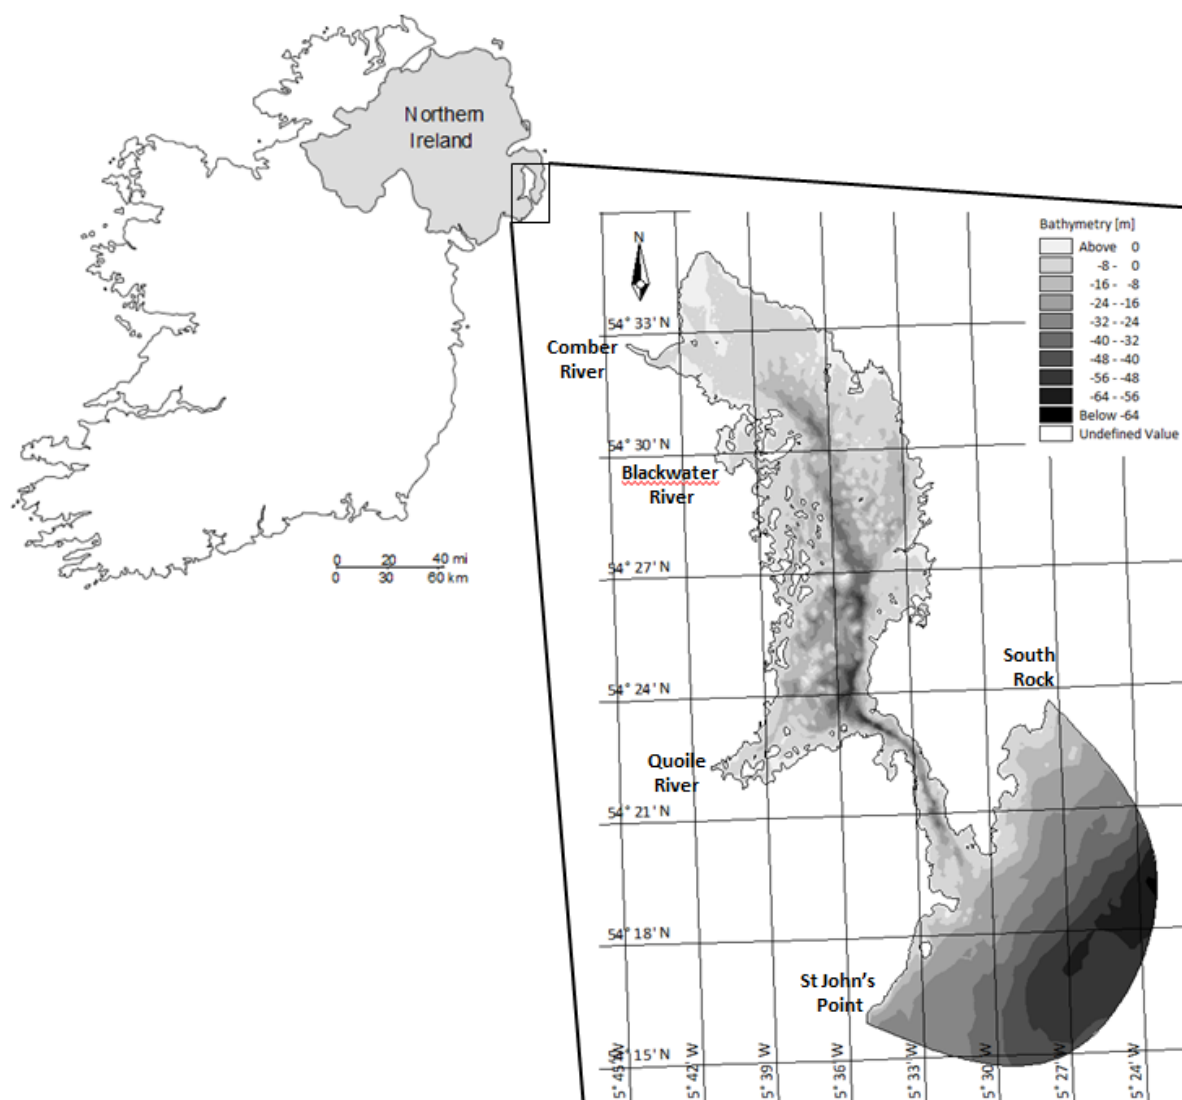 Northern
Ireland
0 20 40 mi
0 30 60 km
N
Bathymetry [m]
Above 0
-8 - 0
-16 - -8
-24 - -16
-32 - -24
-40 - -32
-48 - -40
-56 - -48
-64 - -56
Below -64
Undefined Value
54° 33' N
Comber
River
54° 30' N
Blackwater
River
54° 27' N
South
Rock
54° 24' N
Quoile
River
54° 21' N
54° 18' N
St John’s
Point
54° 15' N
5° 45' W
5° 42' W
5° 39' W
5° 36' W
5° 33' W
5° 30' W
5° 27' W
5° 24' W